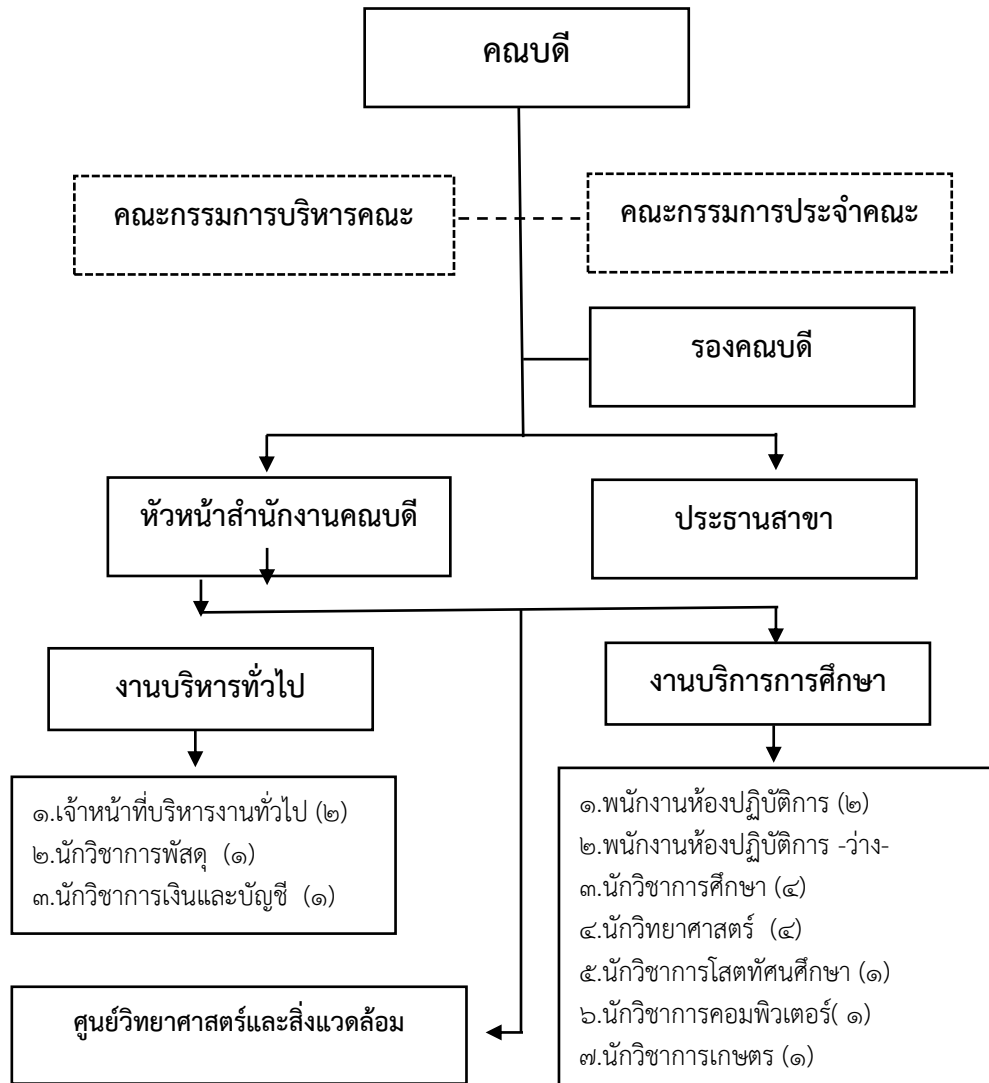 คณบดี
คณะกรรมการบริหารคณะ
คณะกรรมการประจำคณะ
รองคณบดี
หัวหน้าสำนักงานคณบดี
ประธานสาขา
งานบริหารทั่วไป
งานบริการการศึกษา
๑.เจ้าหน้าที่บริหารงานทั่วไป (๒)
๒.นักวิชาการพัสดุ (๑)
๓.นักวิชาการเงินและบัญชี (๑)
๑.พนักงานห้องปฏิบัติการ (๒)
๒.พนักงานห้องปฏิบัติการ -ว่าง-
๓.นักวิชาการศึกษา (๔)
๔.นักวิทยาศาสตร์ (๔)
๕.นักวิชาการโสตทัศนศึกษา (๑)
๖.นักวิชาการคอมพิวเตอร์( ๑)
๗.นักวิชาการเกษตร (๑)
ศูนย์วิทยาศาสตร์และสิ่งแวดล้อม